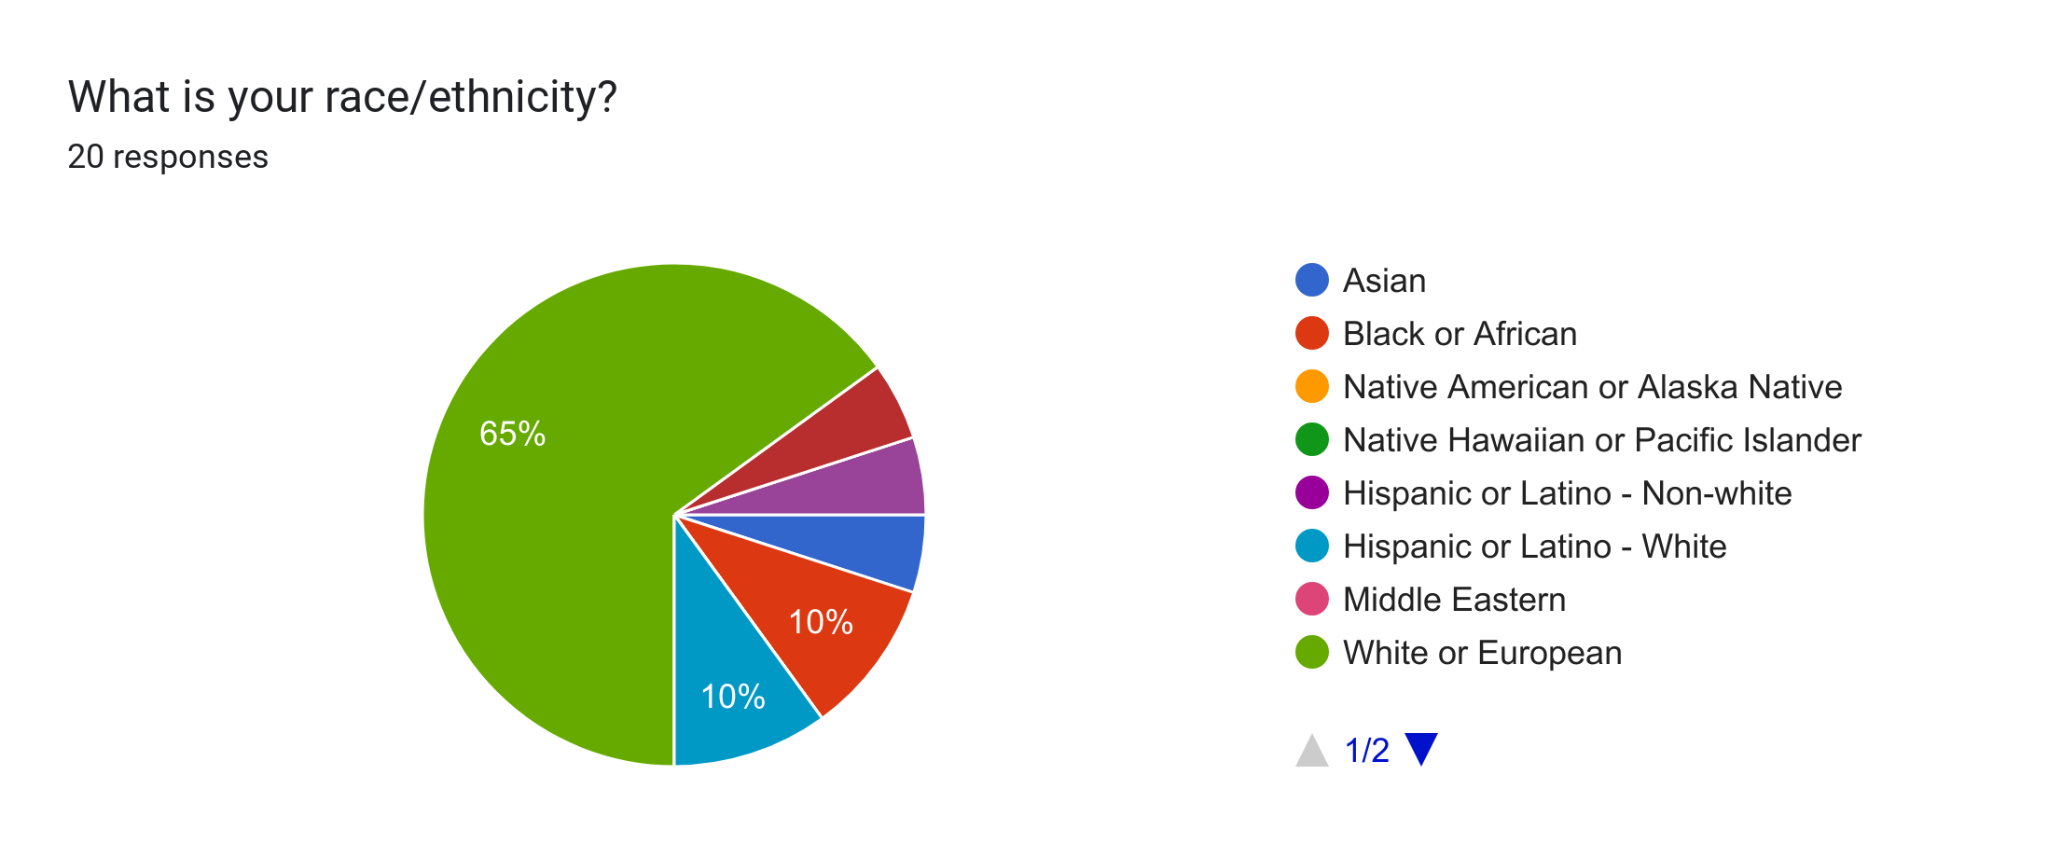 What is your race/ethnicity?
20 responses
65%
10%
10%
Asian
Black or African
Native American or Alaska Native
Native Hawaiian or Pacific Islander
Hispanic or Latino - Non-white
Hispanic or Latino - White
Middle Eastern
White or European
1/2